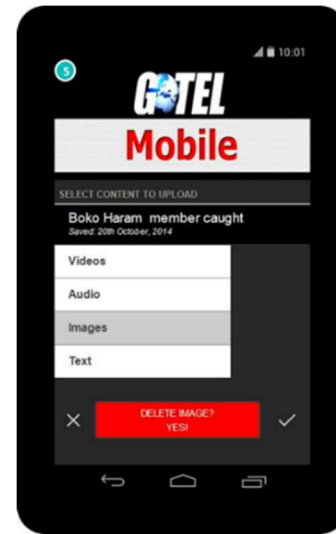 10:01
5
GOTEL
Mobile
SELECT CONTENT TO UPLOAD
Boko Haram member caught
Saved: 20th October, 2014
Videos
Audio
Images
Text
DELETE IMAGE?
YES!